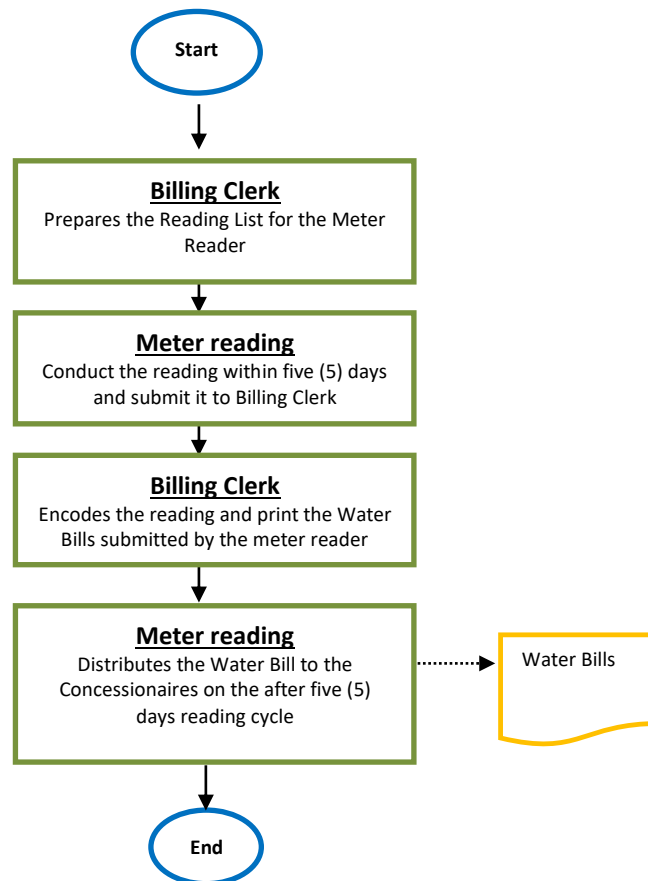 Start
Billing Clerk
Prepares the Reading List for the Meter
Reader
Meter reading
Conduct the reading within five (5) days
and submit it to Billing Clerk
Billing Clerk
Encodes the reading and print the Water
Bills submitted by the meter reader
Meter reading
Distributes the Water Bill to the
Concessionaires on the after five (5)
days reading cycle
Water Bills
End